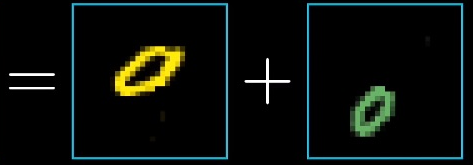 = 0 + 0